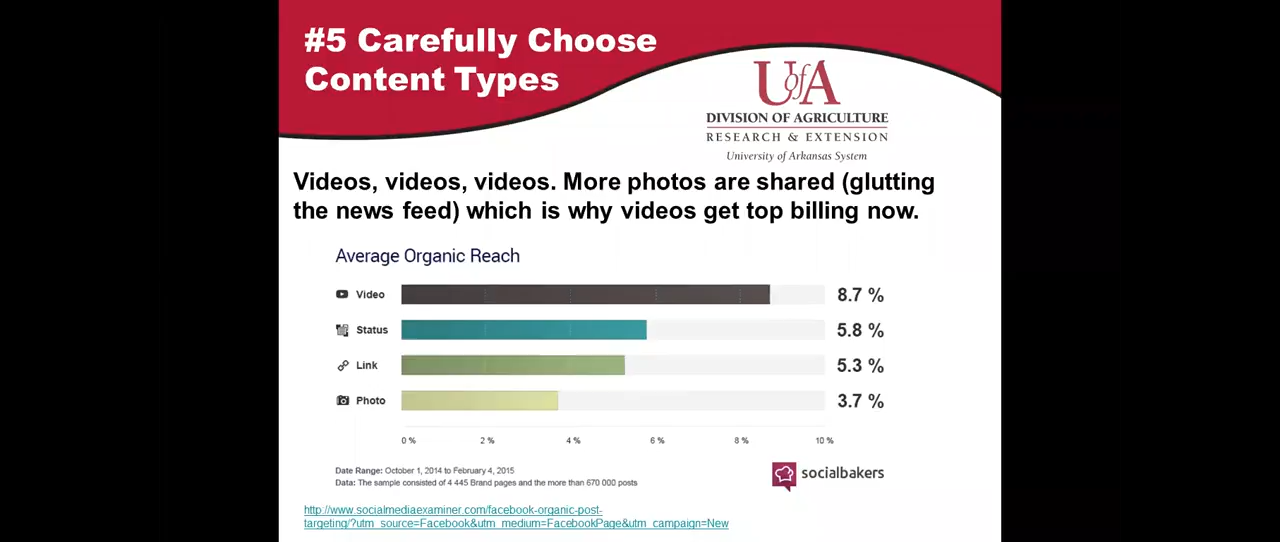 #5 Carefully Choose
Content Types
UofA
DIVISION OF AGRICULTURE
RESEARCH & EXTENSION
University of Arkansas System
Videos, videos, videos. More photos are shared (glutting
the news feed) which is why videos get top billing now.
Average Organic Reach
Video 8.7 %
Status 5.8 %
Link 5.3 %
Photo 3.7 %
0 % 2 % 4 % 6 % 8 % 10 %
Date Range: October 1, 2014 to February 4, 2015
Data: The sample consisted of 4 445 Brand pages and the more than 670 000 posts
socialbakers
http://www.socialmediaexaminer.com/facebook-organic-post-
targeting/?utm_source=Facebook&utm_medium=FacebookPage&utm_campaign=New